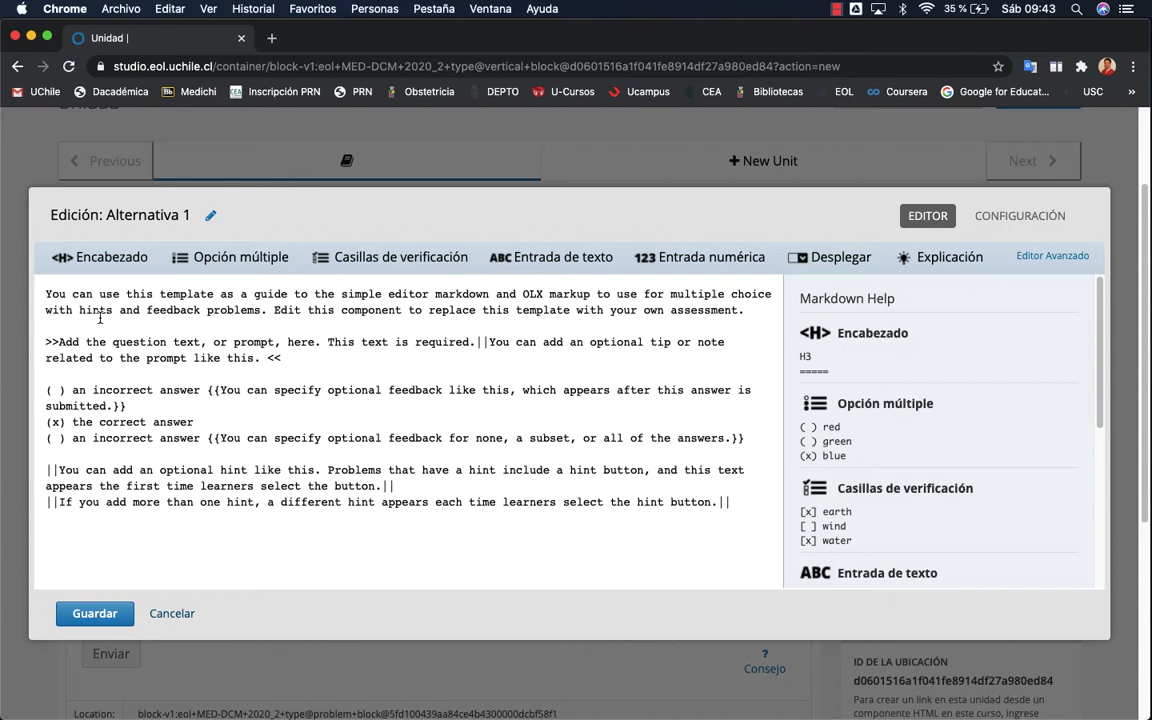 Chrome Archivo Editar Ver Historial Favoritos Personas Pestaña Ventana Ayuda 35 % Sáb 09:43
Unidad |
studio.eol.uchile.cl/container/block-v1:eol+MED-DCM+2020_2+type@vertical+block@d0601516a1f041fe8914df27a980ed84?action=new
UChile Dacadémica Medichi Inscripción PRN PRN Obstetricia DEPTO U-Cursos Ucampus CEA Bibliotecas EOL Coursera Google for Educat... USC »
Previous
+ New Unit
Next
Edición: Alternativa 1
EDITOR
CONFIGURACIÓN
<H> Encabezado
Opción múltiple
Casillas de verificación
ABC Entrada de texto
123 Entrada numérica
Desplegar
Explicación
Editor Avanzado
You can use this template as a guide to the simple editor markdown and OLX markup to use for multiple choice
with hints and feedback problems. Edit this component to replace this template with your own assessment.
>>Add the question text, or prompt, here. This text is required.||You can add an optional tip or note
related to the prompt like this. <<
( ) an incorrect answer {{You can specify optional feedback like this, which appears after this answer is
submitted.}}
(x) the correct answer
( ) an incorrect answer {{You can specify optional feedback for none, a subset, or all of the answers.}}
||You can add an optional hint like this. Problems that have a hint include a hint button, and this text
appears the first time learners select the button.||
||If you add more than one hint, a different hint appears each time learners select the hint button.||
Markdown Help
<H> Encabezado
H3
=====
Opción múltiple
( ) red
( ) green
(x) blue
Casillas de verificación
[x] earth
[ ] wind
[x] water
ABC Entrada de texto
Guardar
Cancelar
Enviar
?
Consejo
Location: block-v1:eol+MED-DCM+2020_2+type@problem+block@5fd100439aa84ce4b4300000dcbf58f1
ID DE LA UBICACIÓN
d0601516a1f041fe8914df27a980ed84
Para crear un link en esta unidad desde un
componente HTML en este curso, ingrese